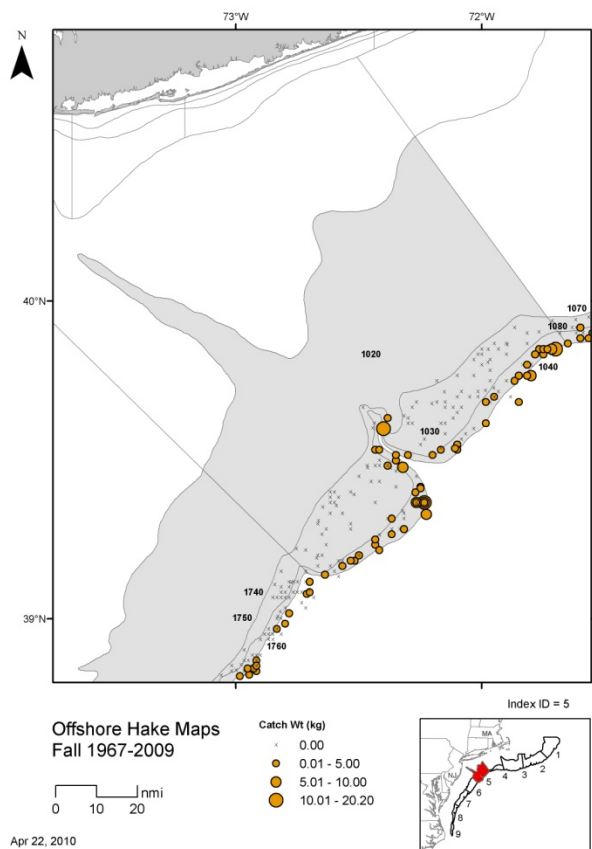 73°W 72°W
N
40°N
39°N
1070
1080
1020
1040
1030
1740
1750
1760
Index ID = 5
Offshore Hake Maps
Fall 1967-2009
0 10 20
nmi
Catch Wt (kg)
0.00
0.01 - 5.00
5.01 - 10.00
10.01 - 20.20
MA
NJ
1
2
3
4
5
6
7
8
9
Apr 22, 2010